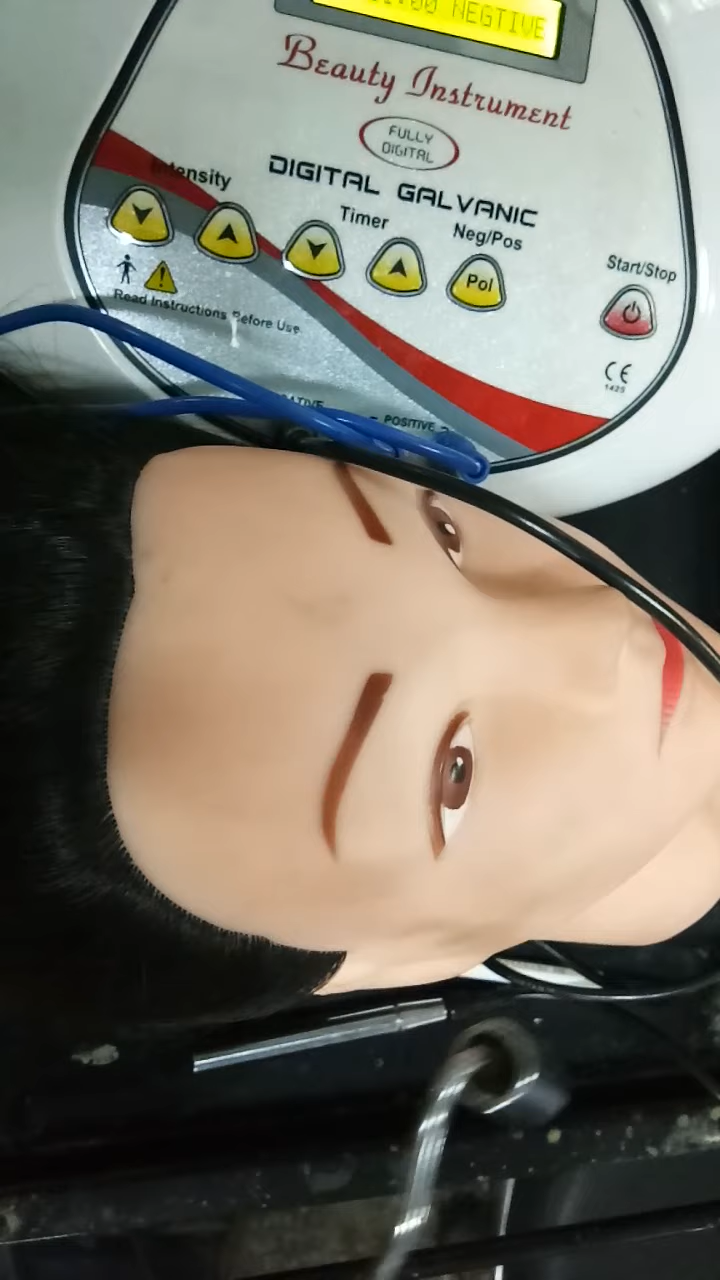 NEGTIVE
Beauty Instrument
FULLY
DIGITAL
DIGITAL GALVANIC
Intensity
Timer
Neg/Pos
Pol
Start/Stop
Read Instructions Before Use
CE
POSITIVE